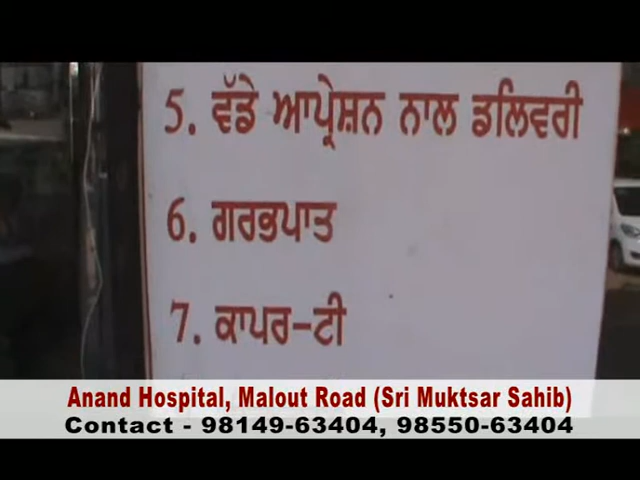 5. ਵੱਡੇ ਆਪ੍ਰੇਸ਼ਨ ਨਾਲ ਡਲਿਵਰੀ
6. ਗਰਭਪਾਤ
7. ਕਾਪਰ-ਟੀ
Anand Hospital, Malout Road (Sri Muktsar Sahib)
Contact - 98149-63404, 98550-63404